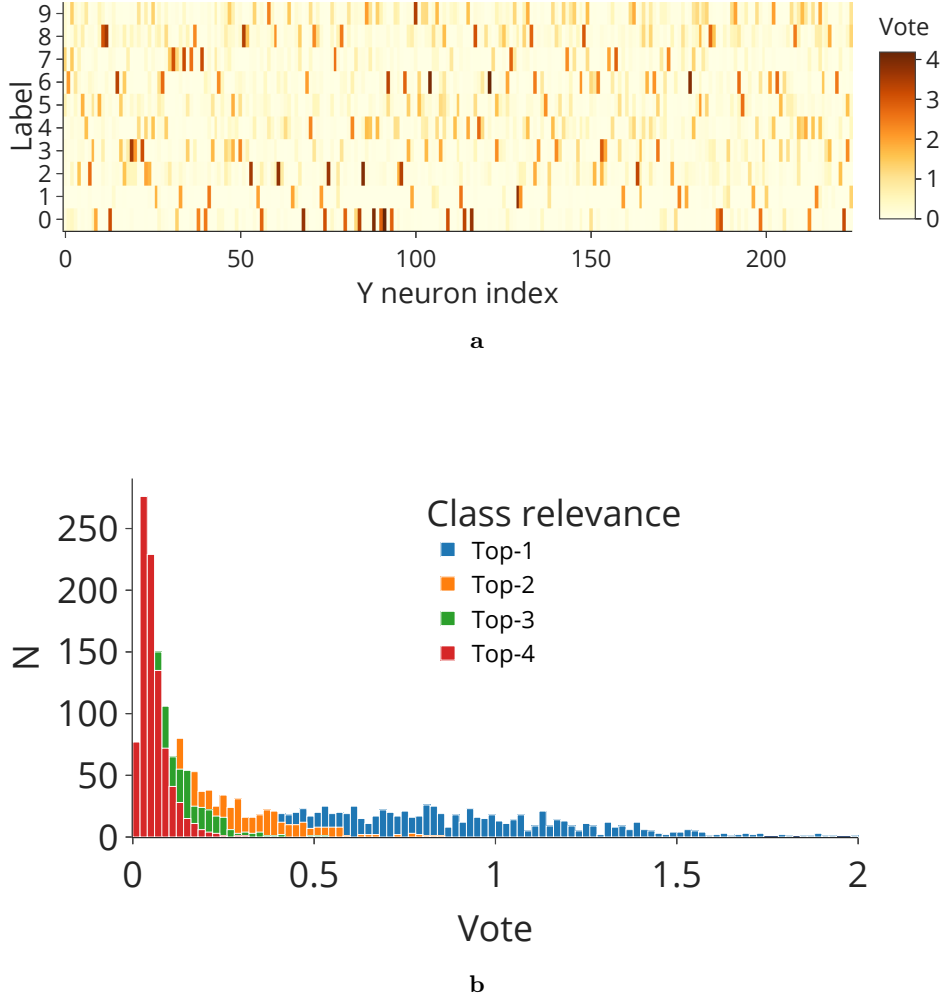 9
8
7
6
5
4
3
2
1
0
Label
0 50 100 150 200
Y neuron index
Vote
4
3
2
1
0
a
250
200
150
100
50
0
N
Class relevance
Top-1
Top-2
Top-3
Top-4
0 0.5 1 1.5 2
Vote
b